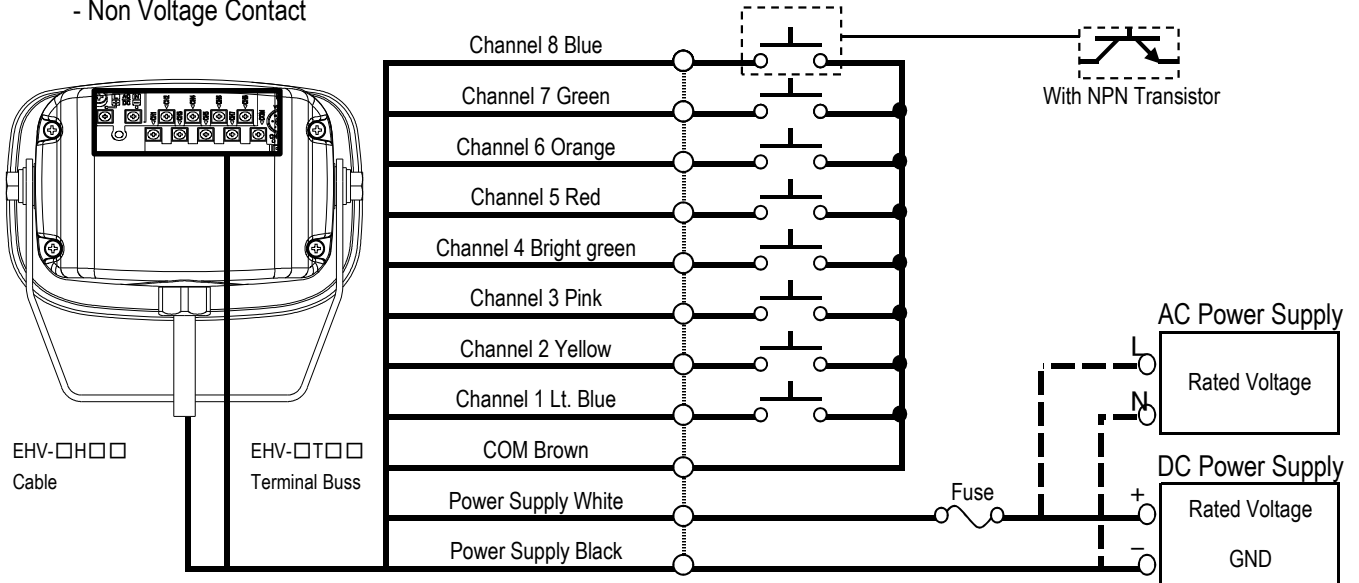 - Non Voltage Contact
Channel 8 Blue
Channel 7 Green
With NPN Transistor
Channel 6 Orange
Channel 5 Red
Channel 4 Bright green
Channel 3 Pink
AC Power Supply
Channel 2 Yellow
L
Rated Voltage
Channel 1 Lt. Blue
N
EHV-□H□□
EHV-□T□□
COM Brown
Cable
Terminal Buss
DC Power Supply
Power Supply White
Fuse
+
Rated Voltage
Power Supply Black
–
GND